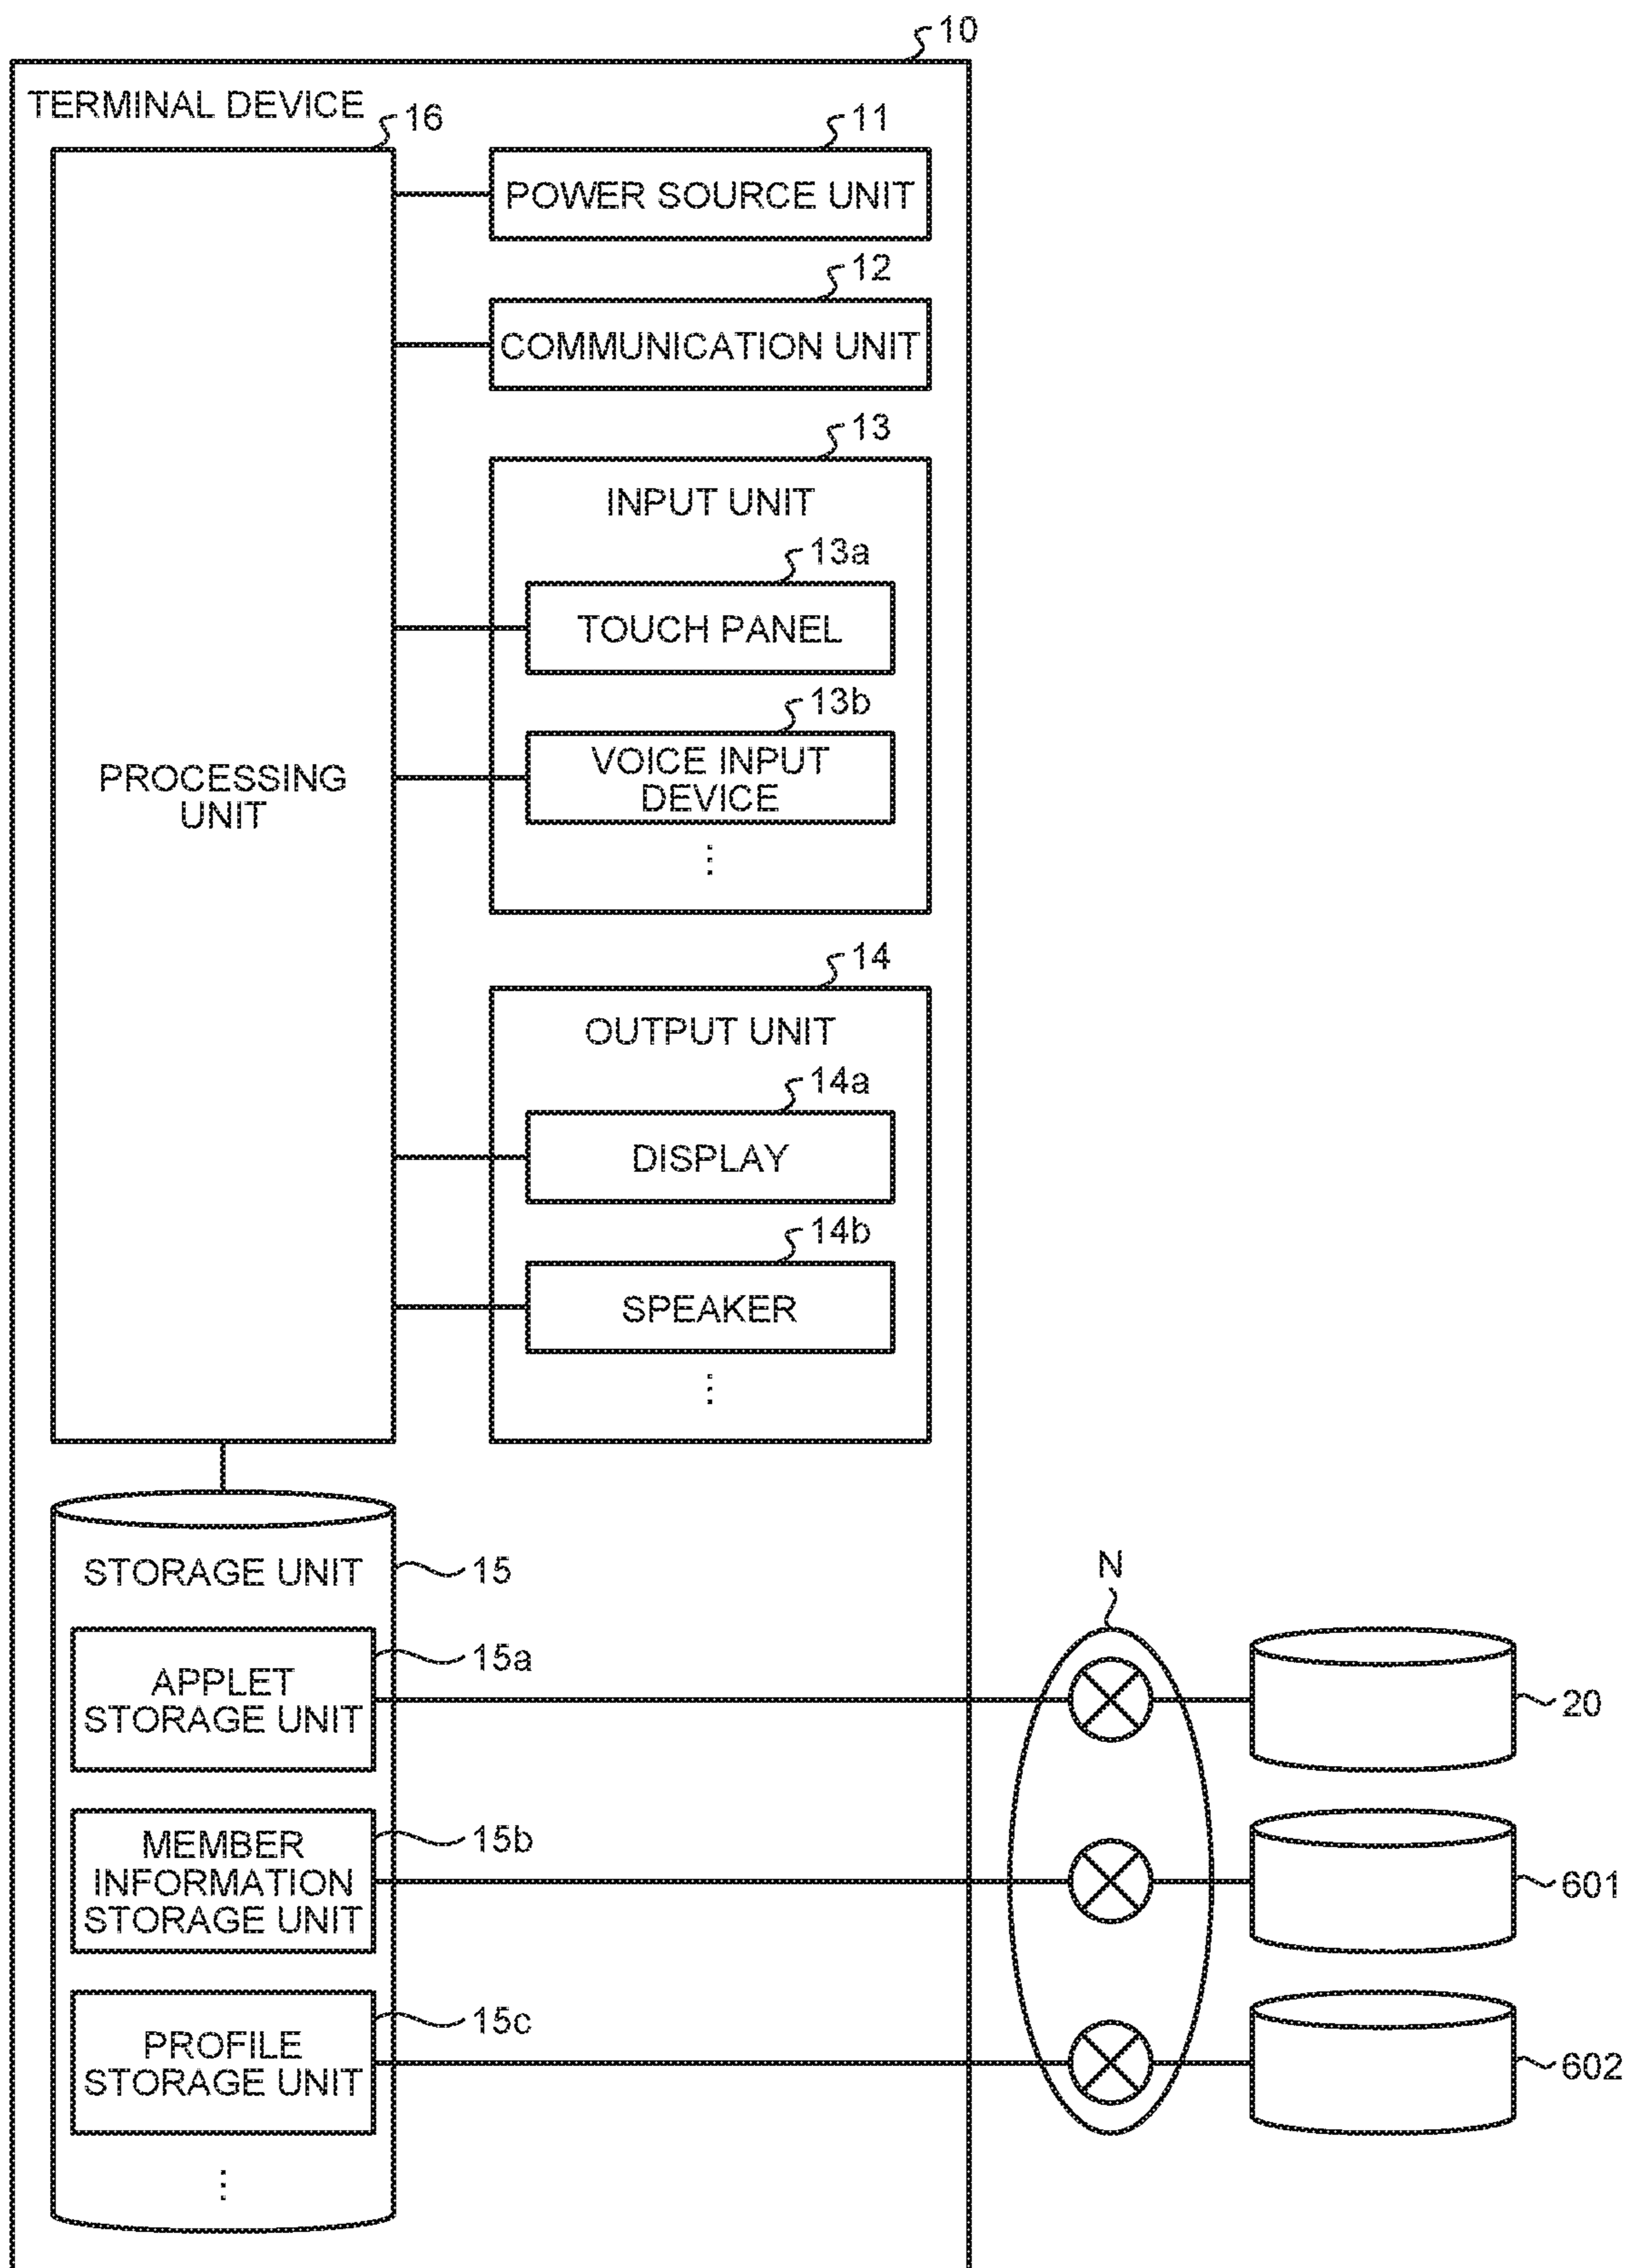 10
TERMINAL DEVICE
16
11
POWER SOURCE UNIT
12
COMMUNICATION UNIT
13
INPUT UNIT
13a
TOUCH PANEL
13b
VOICE INPUT
DEVICE
PROCESSING
UNIT
14
OUTPUT UNIT
14a
DISPLAY
14b
SPEAKER
STORAGE UNIT
15
N
APPLET
STORAGE UNIT
15a
20
MEMBER
INFORMATION
STORAGE UNIT
15b
601
PROFILE
STORAGE UNIT
15c
602